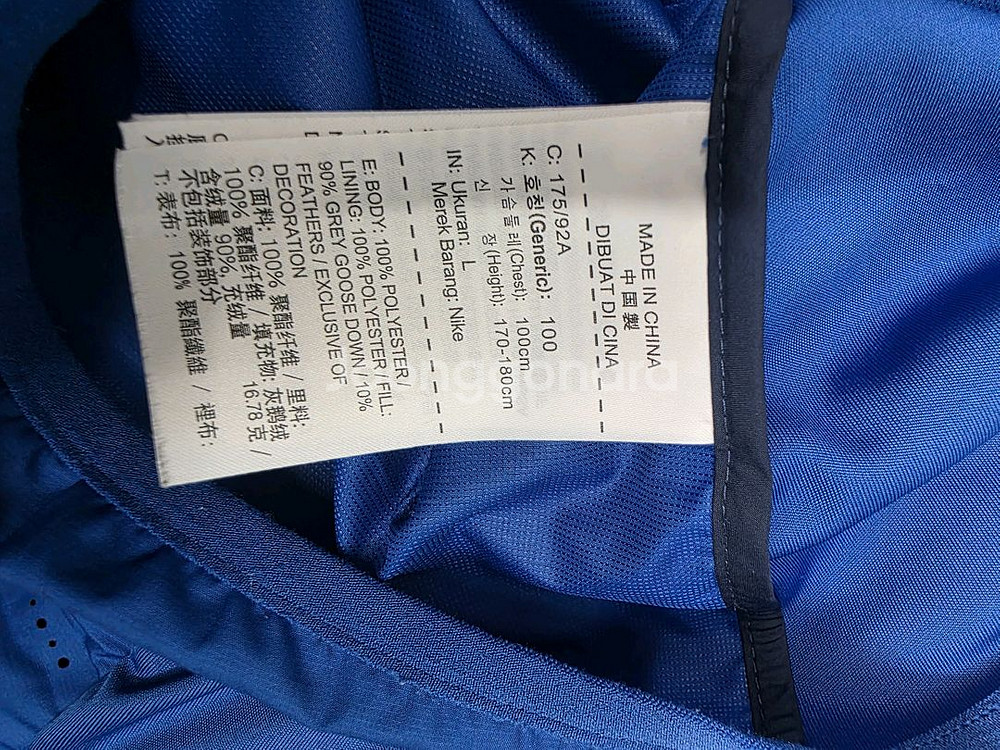 MADE IN CHINA
中国製
DIBUAT DI CINA
C: 175/92A
K: 호칭(Generic): 100
가슴둘레(Chest): 100cm
신 장(Height): 170-180cm
IN: Ukuran: L
Merek Barang: Nike
E: BODY: 100% POLYESTER /
LINING: 100% POLYESTER / FILL:
90% GREY GOOSE DOWN / 10%
FEATHERS / EXCLUSIVE OF
DECORATION
C: 面料: 100% 聚酯纤维 / 里料:
100% 聚酯纤维 / 填充物: 灰鹅绒
含绒量 90%, 充绒量 16.78 克 /
不包括装饰部分
T: 表布: 100% 聚酯纖維 / 裡布: